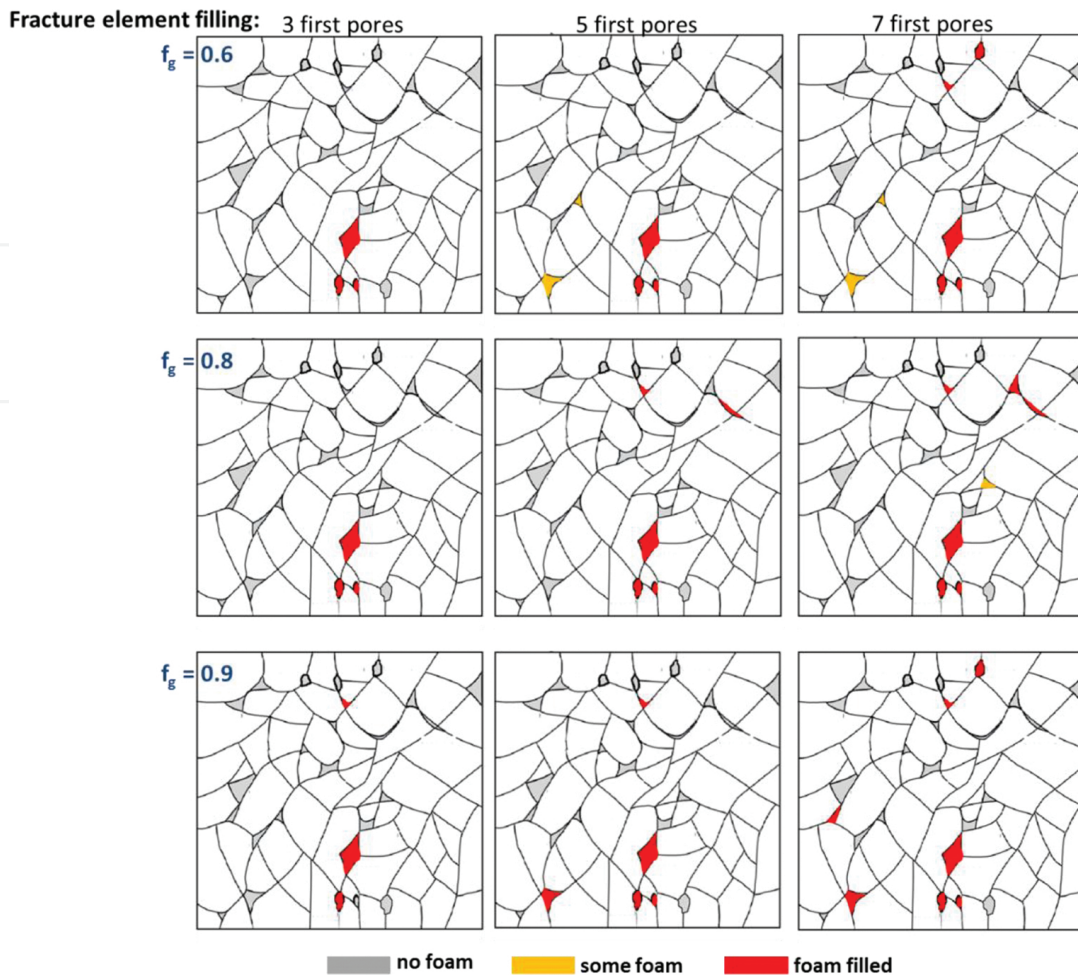 Fracture element filling: 3 first pores 5 first pores 7 first pores
fg = 0.6
fg = 0.8
fg = 0.9
no foam some foam foam filled